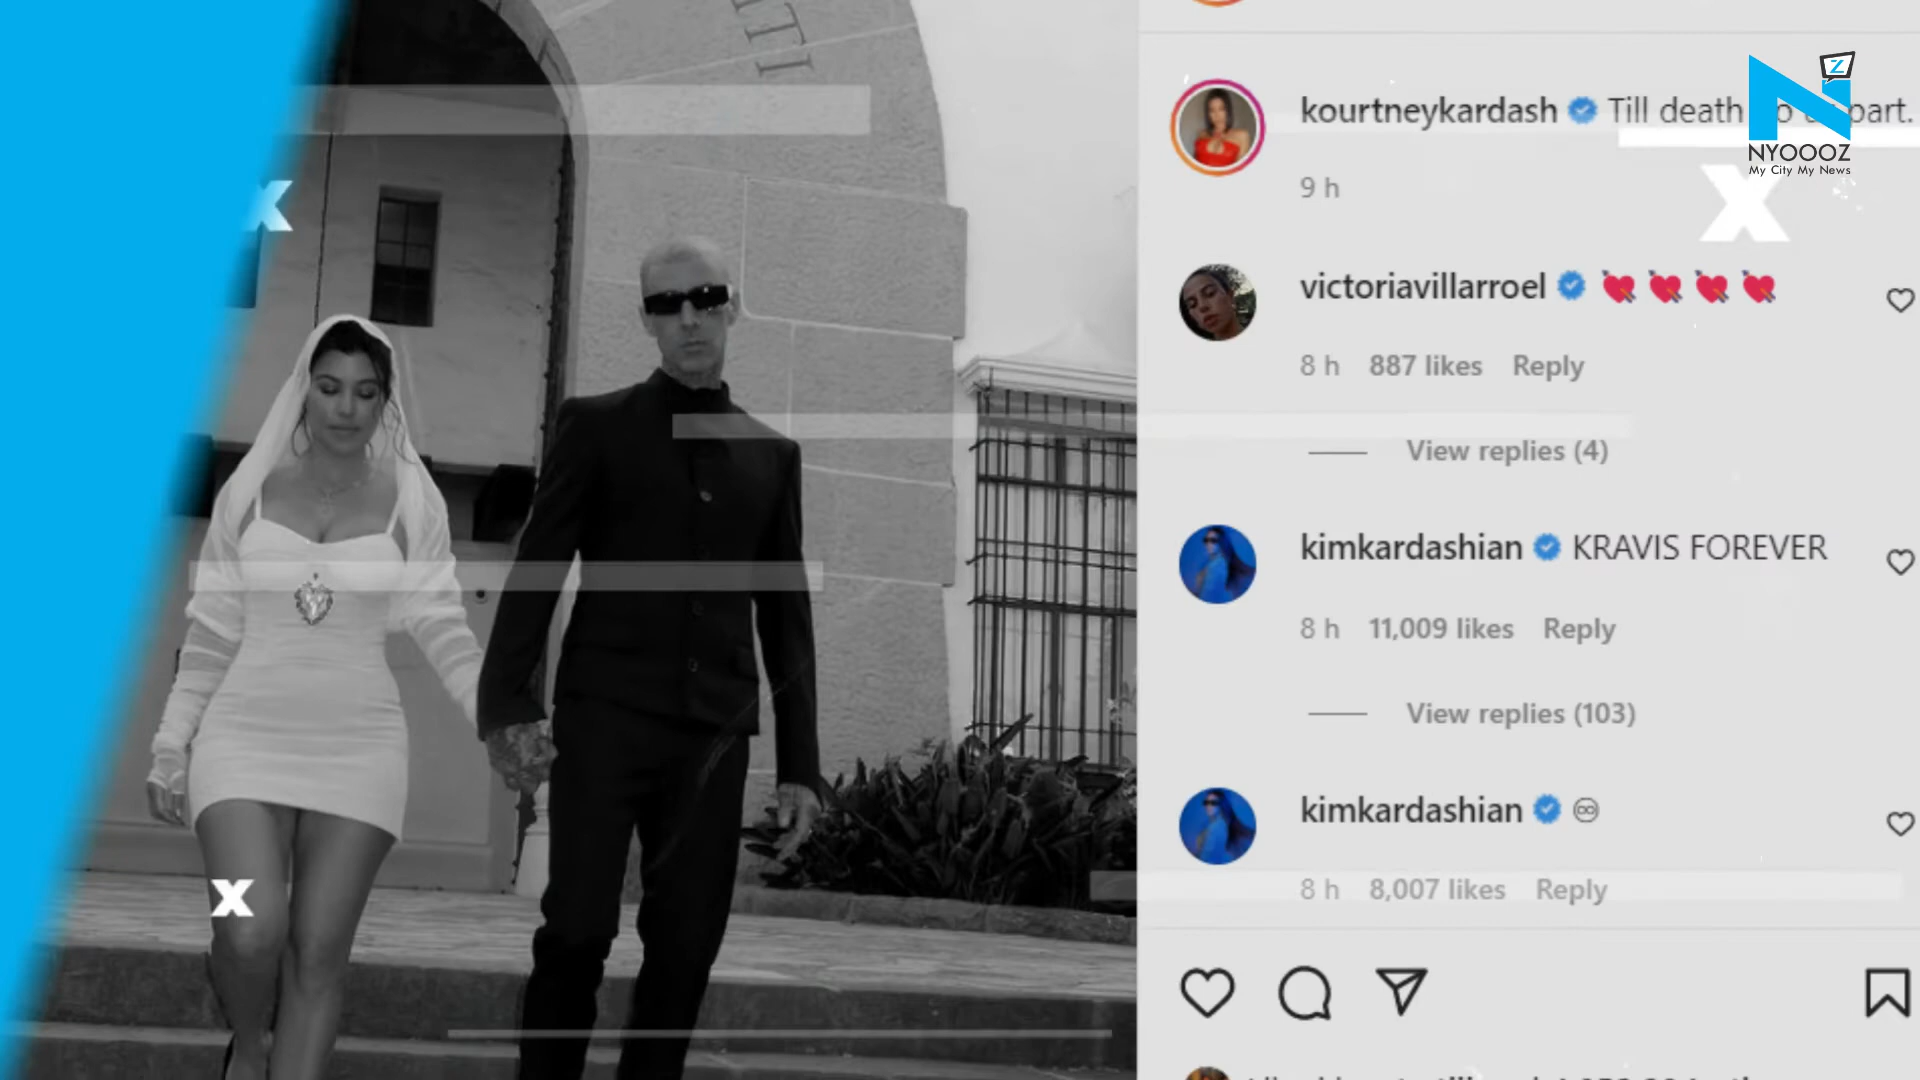 ITI
kourtneykardash Till death part.
NYOOOZ
My City My News
9 h
victoriavillarroel 💘 💘 💘 💘
8 h 887 likes Reply
View replies (4)
kimkardashian KRAVIS FOREVER
8 h 11,009 likes Reply
View replies (103)
kimkardashian ♾
8 h 8,007 likes Reply